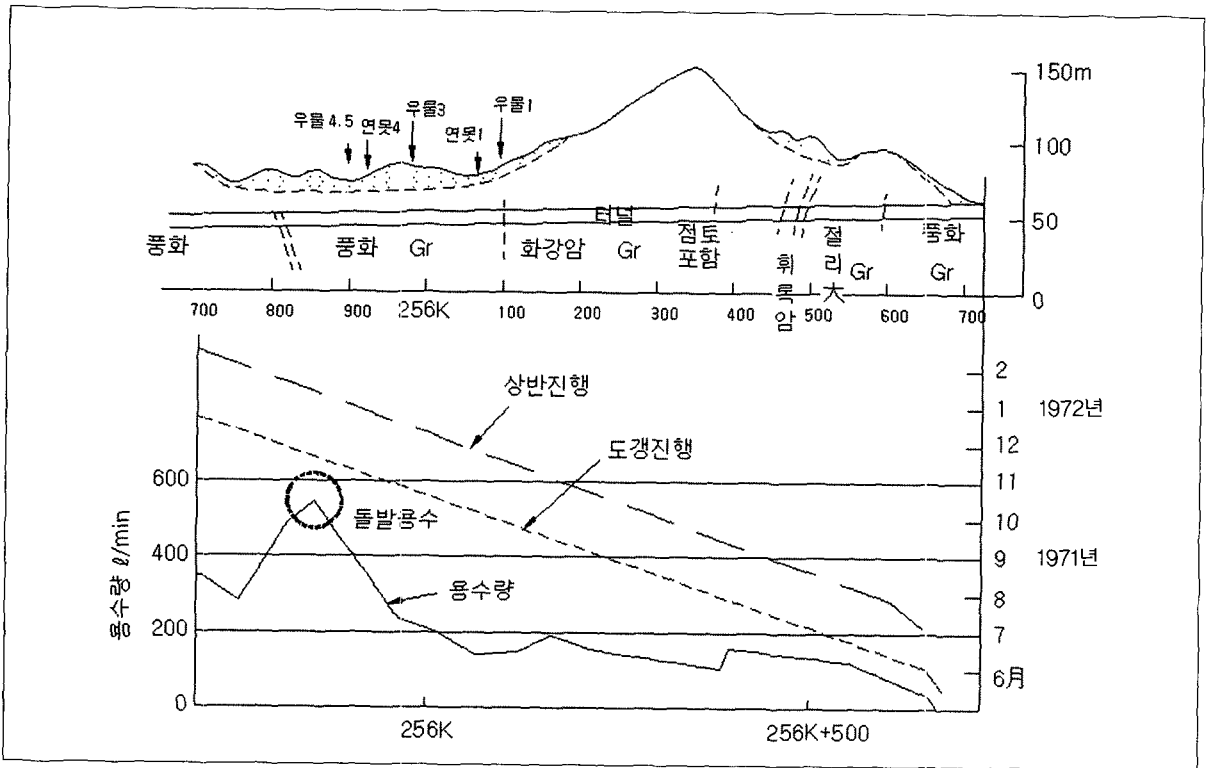 150m
우물 4.5 연못4 우물3 연못1 우물1
100
터널
50
풍화 풍화 Gr 화강암 Gr 점토 포함 휘록암 절리大 Gr 풍화 Gr
0
700 800 900 256K 100 200 300 400 500 600 700
상반진행
도갱진행
돌발용수
용수량
용수량 ℓ/min
600
400
200
0
2
1 1972년
12
11
10
9 1971년
8
7
6月
256K 256K+500